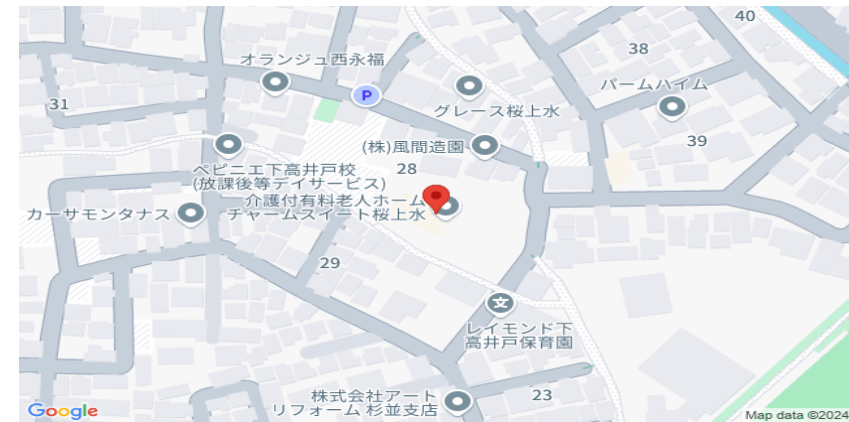 40
38
オランジュ西永福
パームハイム
P
31
グレース桜上水
39
(株)風間造園
28
ペピニエ下高井戸校
(放課後等デイサービス)
介護付有料老人ホーム
チャームスイート桜上水
カーサモンタナス
29
文
レイモンド下
高井戸保育園
株式会社アート
リフォーム 杉並支店
23
Google
Map data ©2024